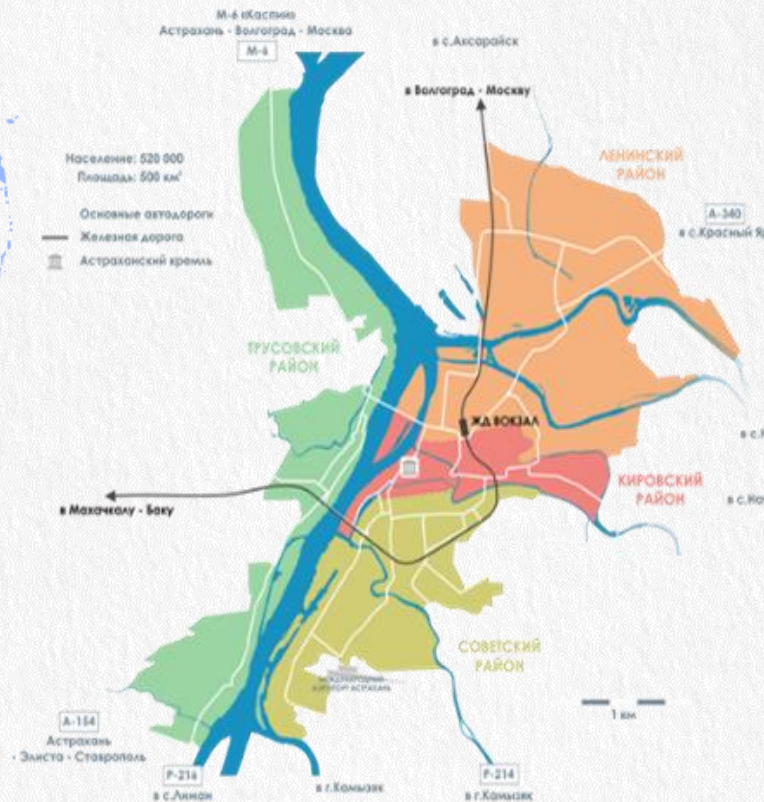 М-6 «Каспий»
Астрахань - Волгоград - Москва
М-6
в с.Аксарайск
в Волгоград - Москву
Население: 520 000
Площадь: 500 км²
Основные автодороги
Железная дорога
Астраханский кремль
ЛЕНИНСКИЙ
РАЙОН
А-340
в с.Красный Яр
ТРУСОВСКИЙ
РАЙОН
ЖД ВОКЗАЛ
КИРОВСКИЙ
РАЙОН
в Махачкалу - Баку
СОВЕТСКИЙ
РАЙОН
МЕЖДУНАРОДНЫЙ
АЭРОПОРТ АСТРАХАНЬ
1 км
А-154
Астрахань
- Элиста - Ставрополь
Р-216
в с.Лиман
в г.Камызяк
Р-214
в г.Камызяк